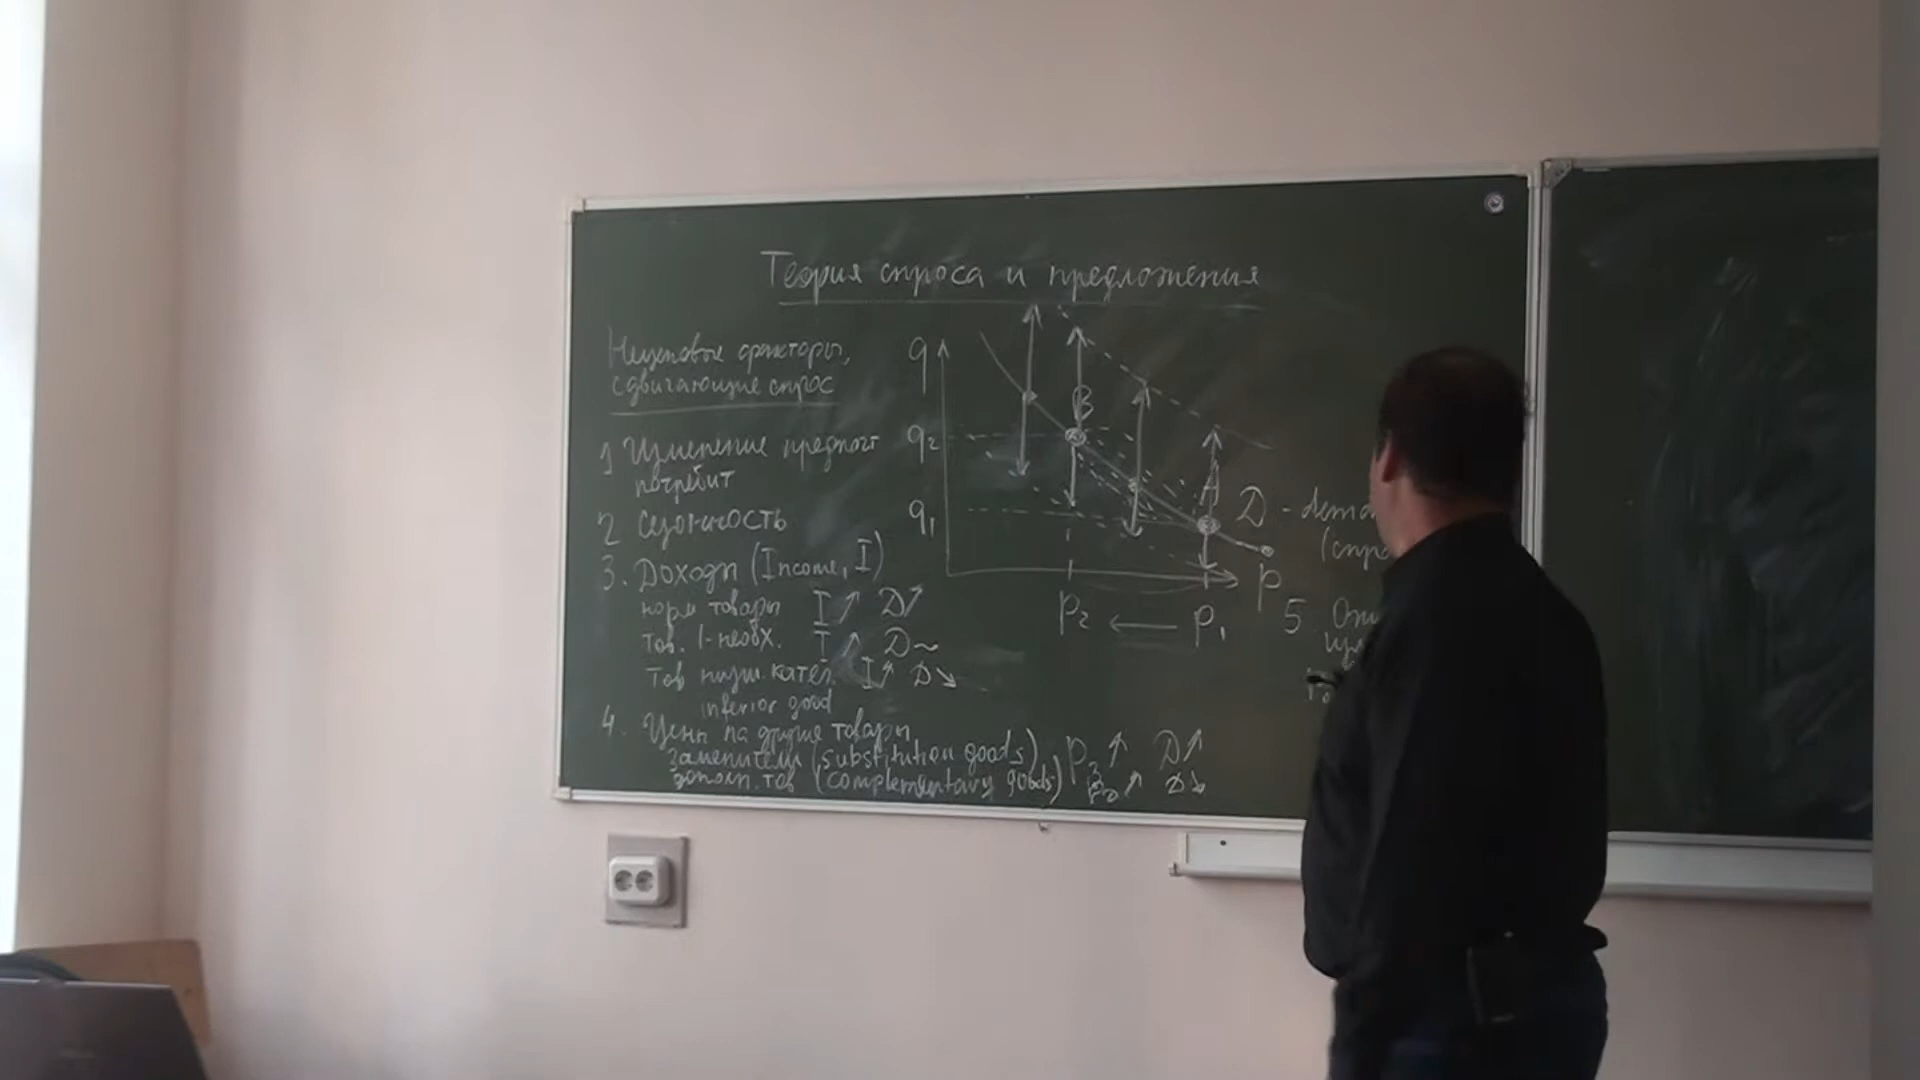 Теория спроса и предложения
Неценовые факторы,
сдвигающие спрос
1 Изменение предпочт
потребит
2 Сезонность
3. Доходы (Income, I)
норм товары I↗ D↗
тов. 1-необх. I↗ D~
Тов низш. катег. I↗ D↘
inferior good
4. Цены на другие товары
Заменители (substitution goods) P₃↑ D↑
дополн. тов (complementary goods) ↗ D↘
q
q₂
q₁
B
A
D -
P
P₂ ← P₁
5